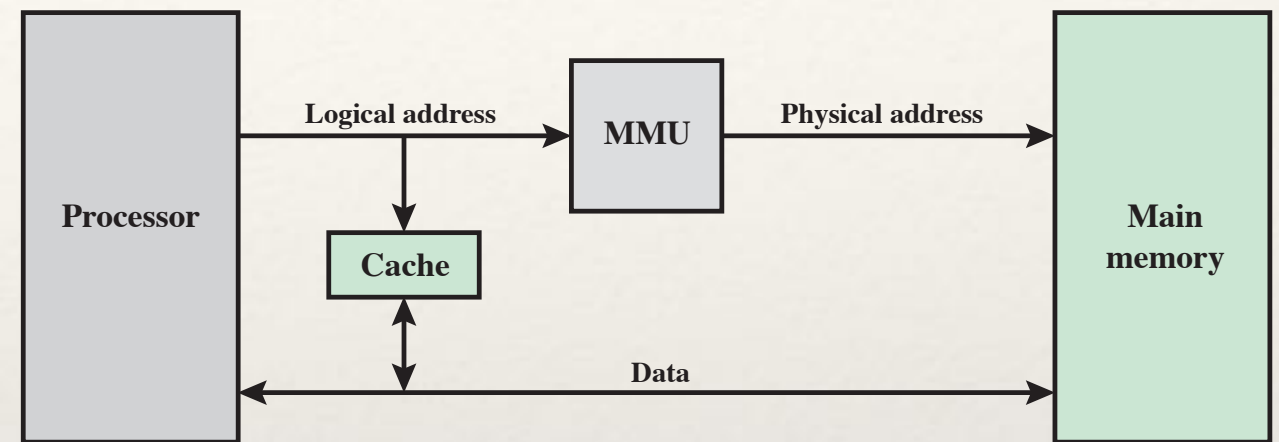 Logical address
MMU
Physical address
Processor
Main
memory
Cache
Data